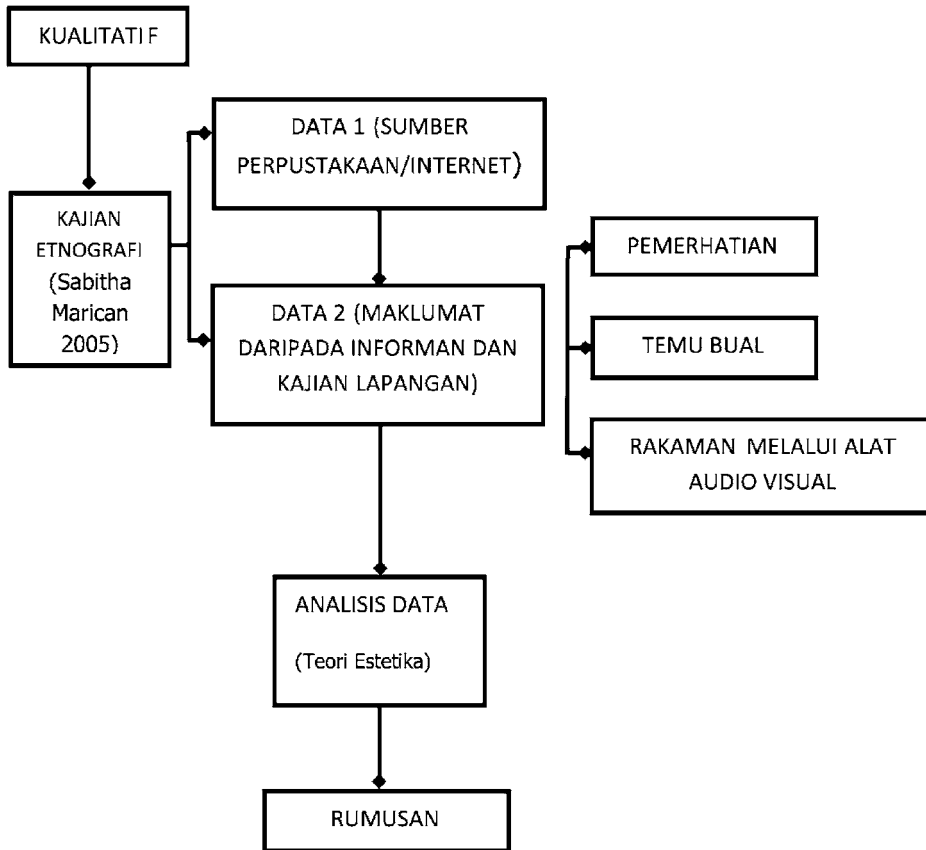 KUALITATIF
KAJIAN
ETNOGRAFI
(Sabitha
Marican
2005)
DATA 1 (SUMBER
PERPUSTAKAAN/INTERNET)
DATA 2 (MAKLUMAT
DARIPADA INFORMAN DAN
KAJIAN LAPANGAN)
PEMERHATIAN
TEMU BUAL
RAKAMAN MELALUI ALAT
AUDIO VISUAL
ANALISIS DATA
(Teori Estetika)
RUMUSAN